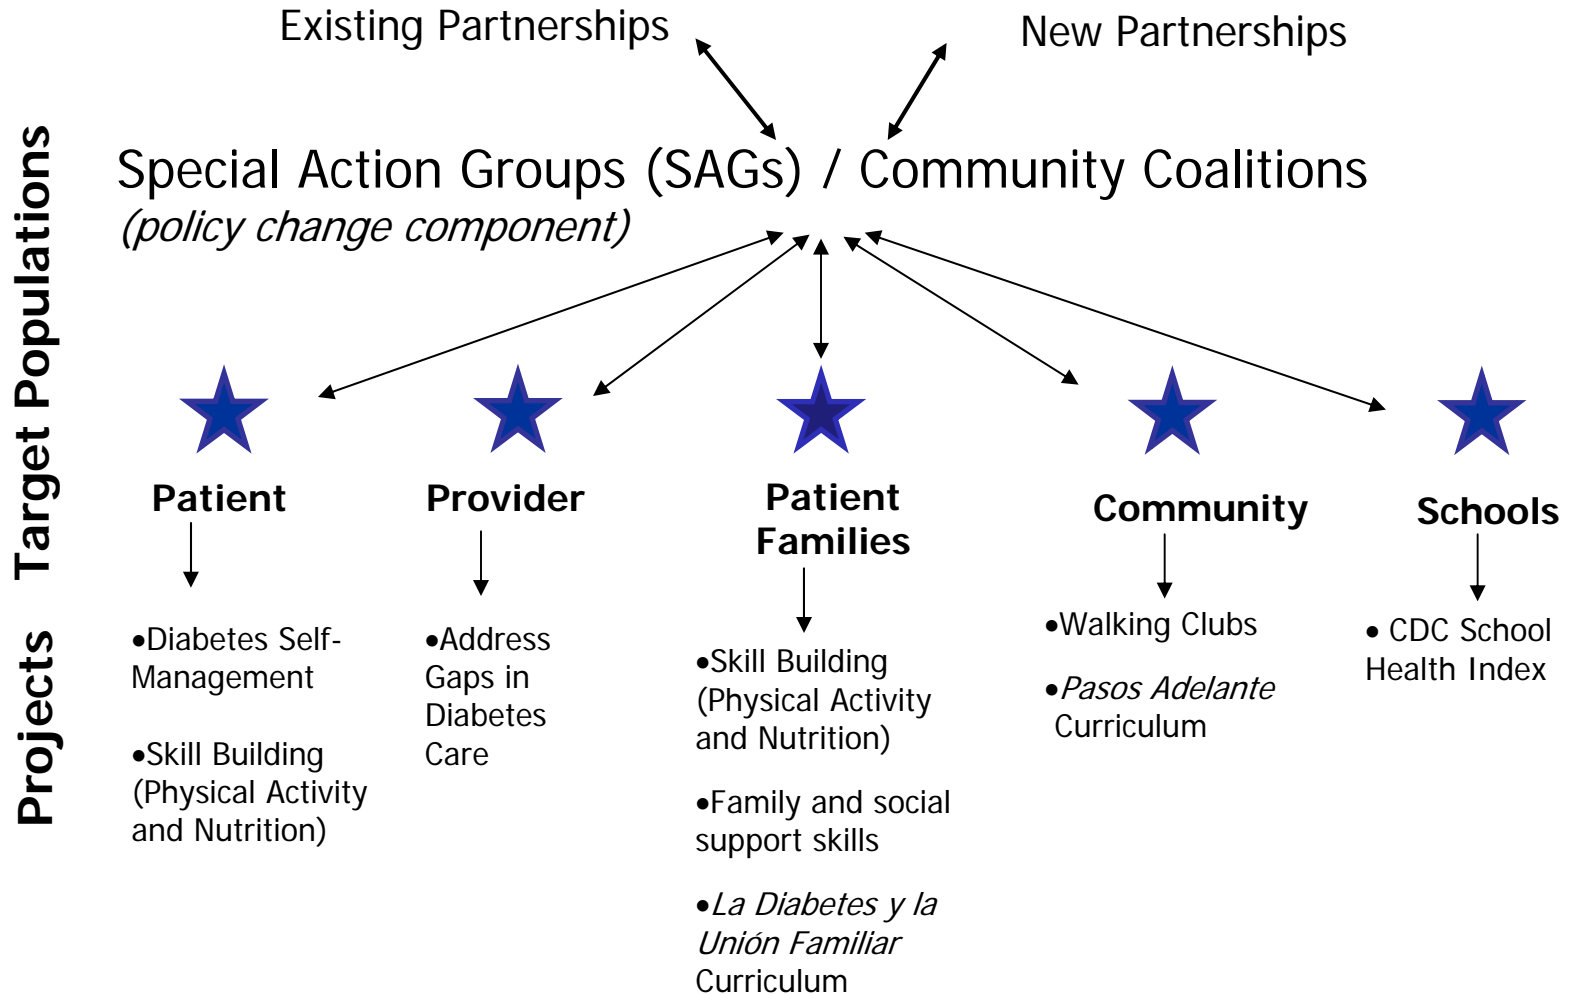 Existing Partnerships
New Partnerships
Special Action Groups (SAGs) / Community Coalitions
(policy change component)
Target Populations
Patient
Provider
Patient
Families
Community
Schools
Projects
•Diabetes Self-
Management
•Skill Building
(Physical Activity
and Nutrition)
•Address
Gaps in
Diabetes
Care
•Skill Building
(Physical Activity
and Nutrition)
•Family and social
support skills
•La Diabetes y la
Unión Familiar
Curriculum
•Walking Clubs
•Pasos Adelante
Curriculum
• CDC School
Health Index